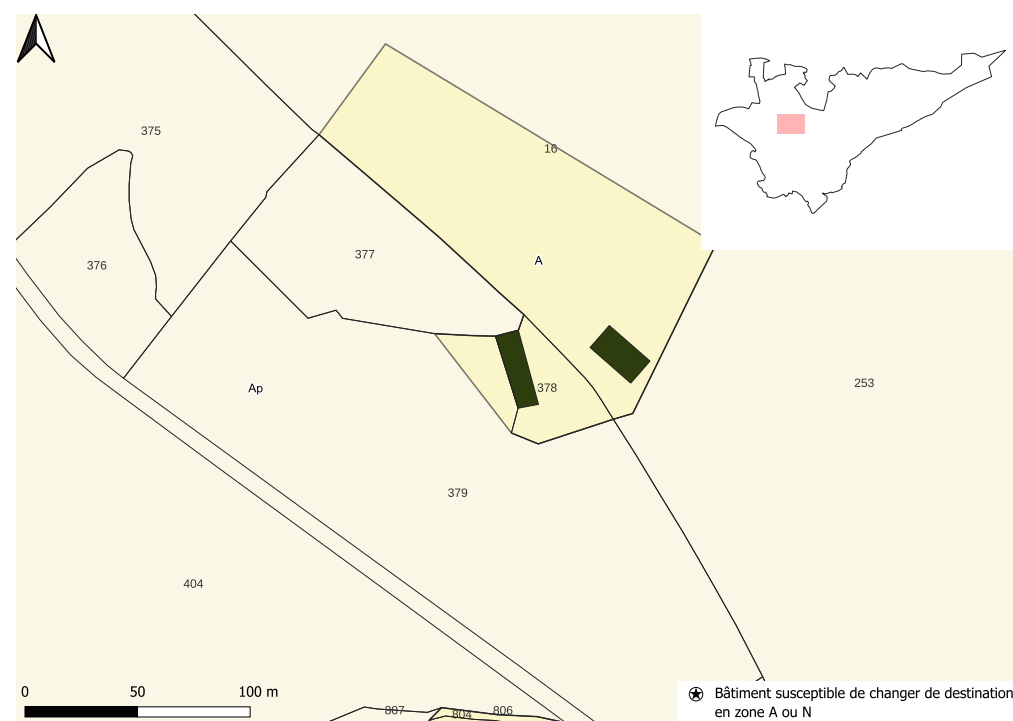 375
16
376
377
A
Ap
378
253
379
404
807
804
806
0 50 100 m
Bâtiment susceptible de changer de destination
en zone A ou N